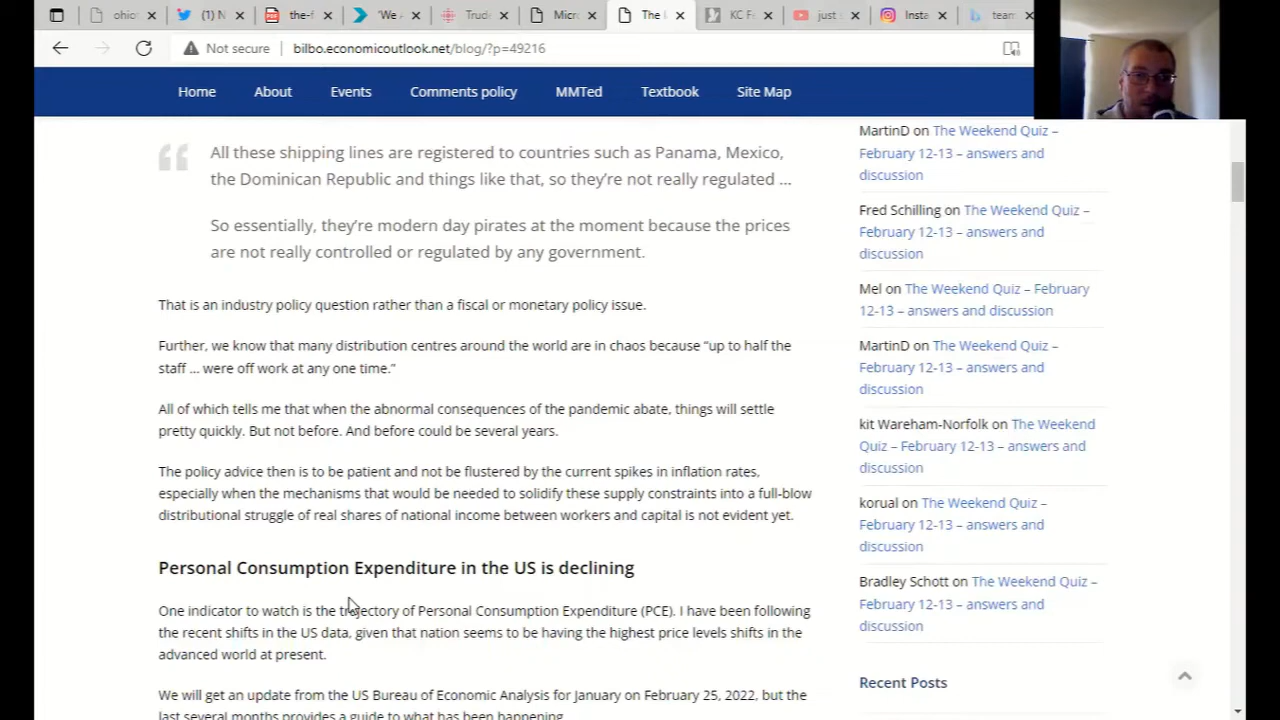 ohio
(1) N
the-f
'We
Trud
Micro
The I
KC F
just
Insta
team
Not secure
bilbo.economicoutlook.net/blog/?p=49216
Home
About
Events
Comments policy
MMTed
Textbook
Site Map
All these shipping lines are registered to countries such as Panama, Mexico,
the Dominican Republic and things like that, so they're not really regulated ...
So essentially, they're modern day pirates at the moment because the prices
are not really controlled or regulated by any government.
That is an industry policy question rather than a fiscal or monetary policy issue.
Further, we know that many distribution centres around the world are in chaos because “up to half the
staff ... were off work at any one time.”
All of which tells me that when the abnormal consequences of the pandemic abate, things will settle
pretty quickly. But not before. And before could be several years.
The policy advice then is to be patient and not be flustered by the current spikes in inflation rates,
especially when the mechanisms that would be needed to solidify these supply constraints into a full-blow
distributional struggle of real shares of national income between workers and capital is not evident yet.
Personal Consumption Expenditure in the US is declining
One indicator to watch is the trajectory of Personal Consumption Expenditure (PCE). I have been following
the recent shifts in the US data, given that nation seems to be having the highest price levels shifts in the
advanced world at present.
We will get an update from the US Bureau of Economic Analysis for January on February 25, 2022, but the
last several months provides a guide to what has been happening
MartinD on The Weekend Quiz –
February 12-13 – answers and
discussion
Fred Schilling on The Weekend Quiz –
February 12-13 – answers and
discussion
Mel on The Weekend Quiz – February
12-13 – answers and discussion
MartinD on The Weekend Quiz –
February 12-13 – answers and
discussion
kit Wareham-Norfolk on The Weekend
Quiz – February 12-13 – answers and
discussion
korual on The Weekend Quiz –
February 12-13 – answers and
discussion
Bradley Schott on The Weekend Quiz –
February 12-13 – answers and
discussion
Recent Posts